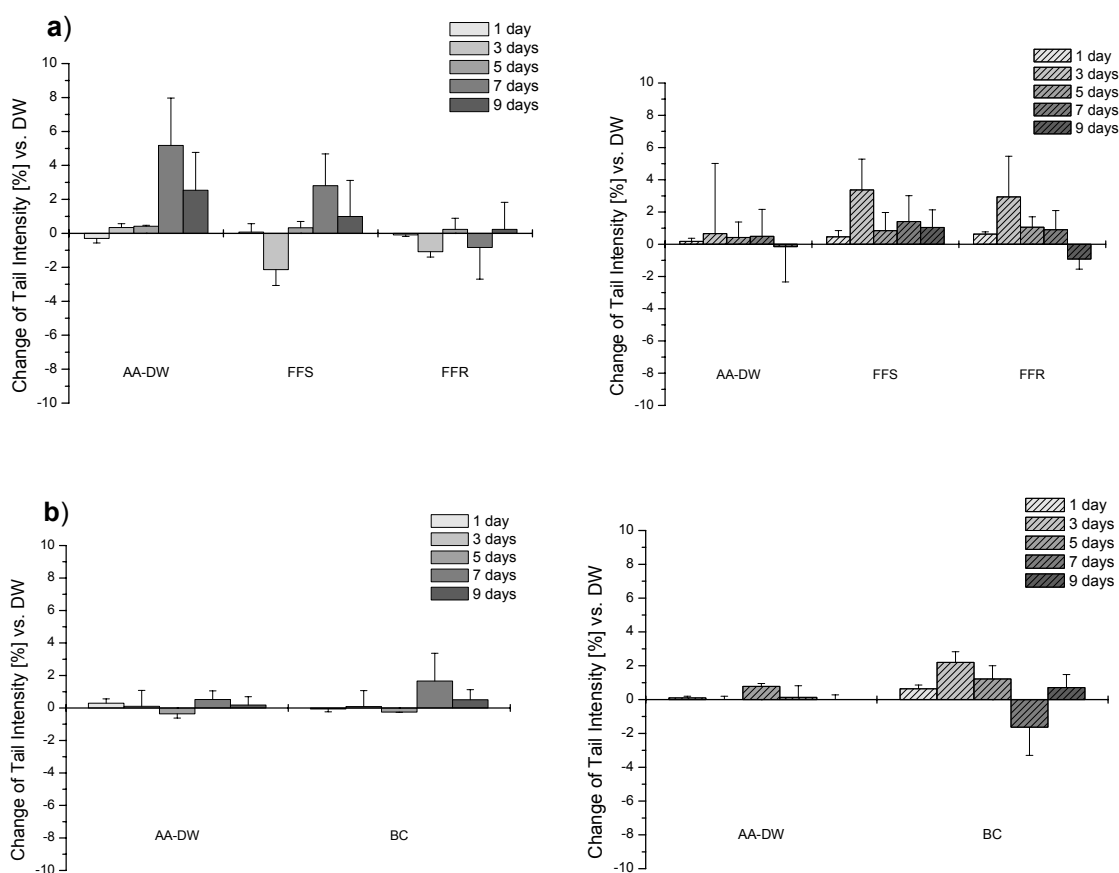 a)
1 day
3 days
5 days
7 days
9 days
Change of Tail Intensity [%] vs. DW
10
8
6
4
2
0
-2
-4
-6
-8
-10
AA-DW FFS FFR
1 day
3 days
5 days
7 days
9 days
Change of Tail Intensity [%] vs. DW
10
8
6
4
2
0
-2
-4
-6
-8
-10
AA-DW FFS FFR
b)
1 day
3 days
5 days
7 days
9 days
Change of Tail Intensity [%] vs. DW
10
8
6
4
2
0
-2
-4
-6
-8
-10
AA-DW BC
1 day
3 days
5 days
7 days
9 days
Change of Tail Intensity [%] vs. DW
10
8
6
4
2
0
-2
-4
-6
-8
-10
AA-DW BC